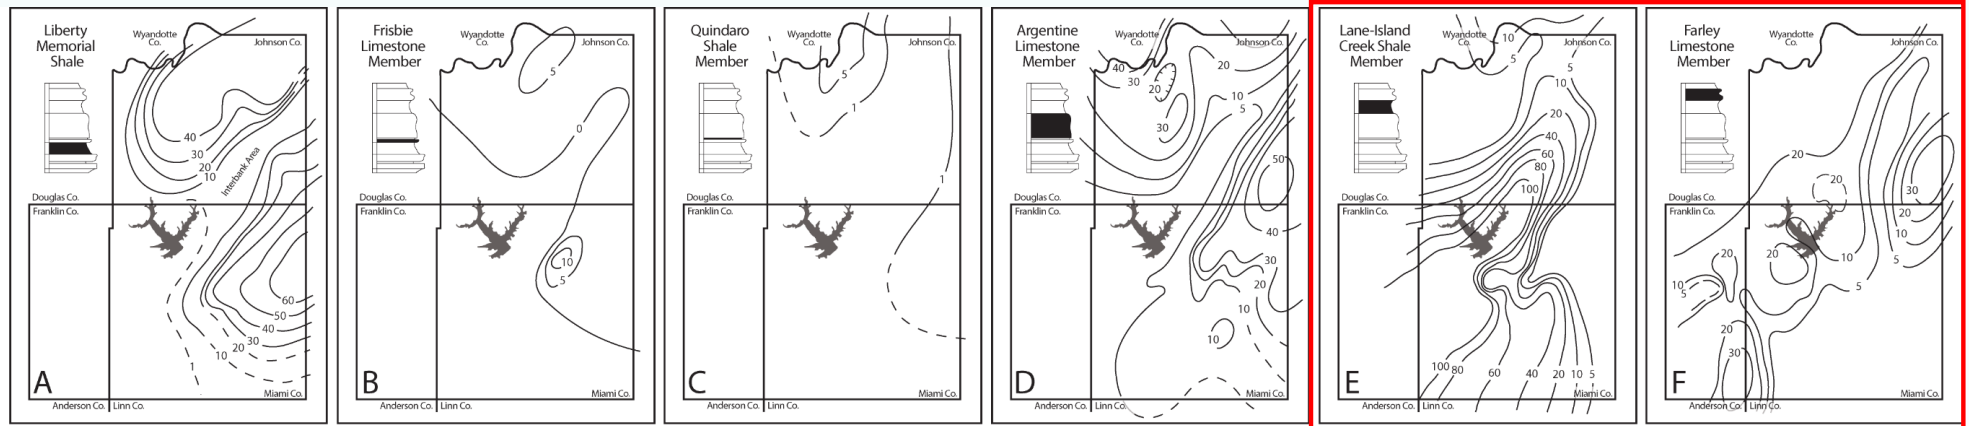 Liberty
Memorial
Shale
Wyandotte
Co.
Johnson Co.
40
30
20
10
Interbank Area
Douglas Co.
Franklin Co.
60
50
40
30
20
10
1
A
Miami Co.
Anderson Co.
Linn Co.
Frisbie
Limestone
Member
Wyandotte
Co.
Johnson Co.
5
0
Douglas Co.
Franklin Co.
10
5
B
Miami Co.
Anderson Co.
Linn Co.
Quindaro
Shale
Member
Wyandotte
Co.
Johnson Co.
5
1
1
Douglas Co.
Franklin Co.
C
Miami Co.
Anderson Co.
Linn Co.
Argentine
Limestone
Member
Wyandotte
Co.
Johnson Co.
40
30
20
20
10
5
30
50
Douglas Co.
Franklin Co.
40
30
20
10
10
D
Miami Co.
Anderson Co.
Linn Co.
Lane-Island
Creek Shale
Member
Wyandotte
Co.
10
Johnson Co.
5
5
10
20
40
60
80
100
Douglas Co.
Franklin Co.
100
80
60
40
20
10
5
E
Miami Co.
Anderson Co.
Linn Co.
Farley
Limestone
Member
Wyandotte
Co.
Johnson Co.
20
20
30
Douglas Co.
Franklin Co.
20
10
5
20
20
10
10
5
5
20
30
F
Miami Co.
Anderson Co.
Linn Co.